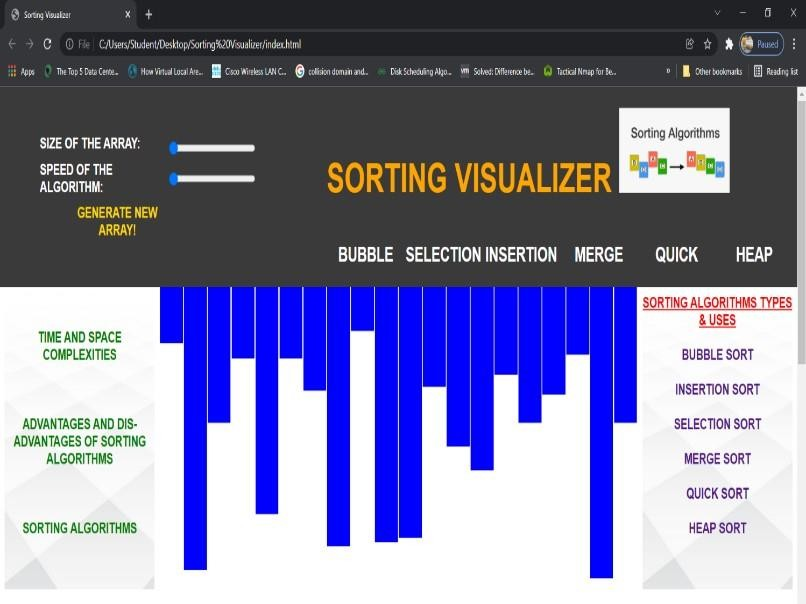 Sorting Visualizer
File
C:/Users/Student/Desktop/Sorting%20Visualizer/index.html
Paused
Apps
The Top 5 Data Cente...
How Virtual Local Are...
Cisco Wireless LAN C...
collision domain and...
Disk Scheduling Algo...
Solved: Difference be...
Tactical Nmap for Be...
»
Other bookmarks
Reading list
SIZE OF THE ARRAY:
SPEED OF THE
ALGORITHM:
GENERATE NEW
ARRAY!
SORTING VISUALIZER
Sorting Algorithms
BUBBLE SELECTION INSERTION MERGE QUICK HEAP
TIME AND SPACE
COMPLEXITIES
ADVANTAGES AND DIS-
ADVANTAGES OF SORTING
ALGORITHMS
SORTING ALGORITHMS
SORTING ALGORITHMS TYPES
& USES
BUBBLE SORT
INSERTION SORT
SELECTION SORT
MERGE SORT
QUICK SORT
HEAP SORT